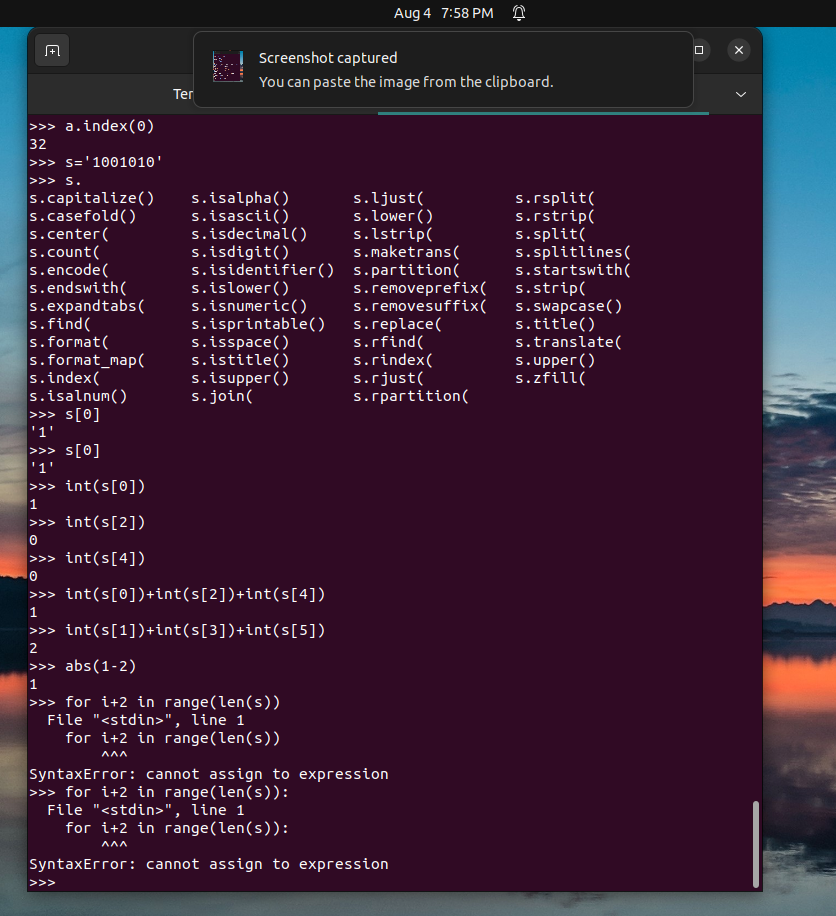 Aug 4 7:58 PM
Screenshot captured
You can paste the image from the clipboard.
Ter
>>> a.index(0)
32
>>> s='1001010'
>>> s.
s.capitalize() s.isalpha() s.ljust( s.rsplit(
s.casefold() s.isascii() s.lower() s.rstrip(
s.center( s.isdecimal() s.lstrip( s.split(
s.count( s.isdigit() s.maketrans( s.splitlines(
s.encode( s.isidentifier() s.partition( s.startswith(
s.endswith( s.islower() s.removeprefix( s.strip(
s.expandtabs( s.isnumeric() s.removesuffix( s.swapcase()
s.find( s.isprintable() s.replace( s.title()
s.format( s.isspace() s.rfind( s.translate(
s.format_map( s.istitle() s.rindex( s.upper()
s.index( s.isupper() s.rjust( s.zfill(
s.isalnum() s.join( s.rpartition(
>>> s[0]
'1'
>>> s[0]
'1'
>>> int(s[0])
1
>>> int(s[2])
0
>>> int(s[4])
0
>>> int(s[0])+int(s[2])+int(s[4])
1
>>> int(s[1])+int(s[3])+int(s[5])
2
>>> abs(1-2)
1
>>> for i+2 in range(len(s))
  File "<stdin>", line 1
    for i+2 in range(len(s))
        ^^^
SyntaxError: cannot assign to expression
>>> for i+2 in range(len(s)):
  File "<stdin>", line 1
    for i+2 in range(len(s)):
        ^^^
SyntaxError: cannot assign to expression
>>>